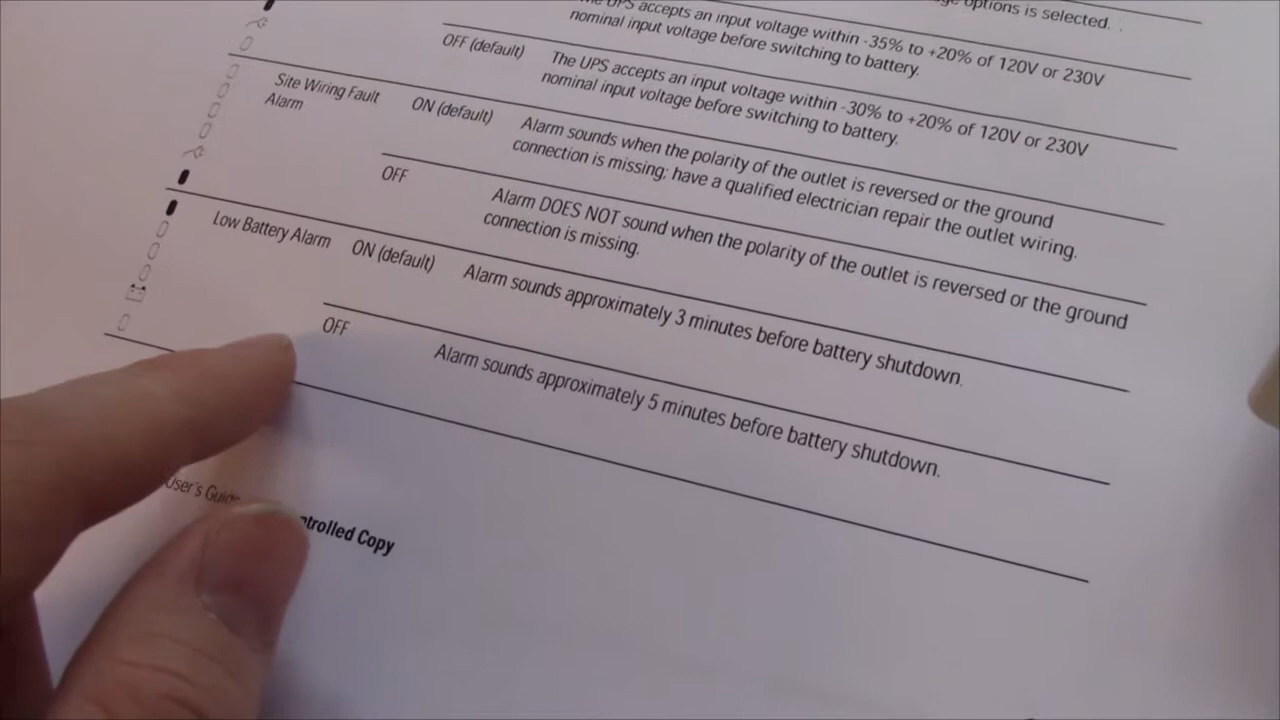 options is selected.
UPS accepts an input voltage within -35% to +20% of 120V or 230V
nominal input voltage before switching to battery.
OFF (default)
The UPS accepts an input voltage within -30% to +20% of 120V or 230V
nominal input voltage before switching to battery.
Site Wiring Fault
Alarm
ON (default)
Alarm sounds when the polarity of the outlet is reversed or the ground
connection is missing; have a qualified electrician repair the outlet wiring.
OFF
Alarm DOES NOT sound when the polarity of the outlet is reversed or the ground
connection is missing.
Low Battery Alarm
ON (default)
Alarm sounds approximately 3 minutes before battery shutdown.
OFF
Alarm sounds approximately 5 minutes before battery shutdown.
User's Guide
ntrolled Copy